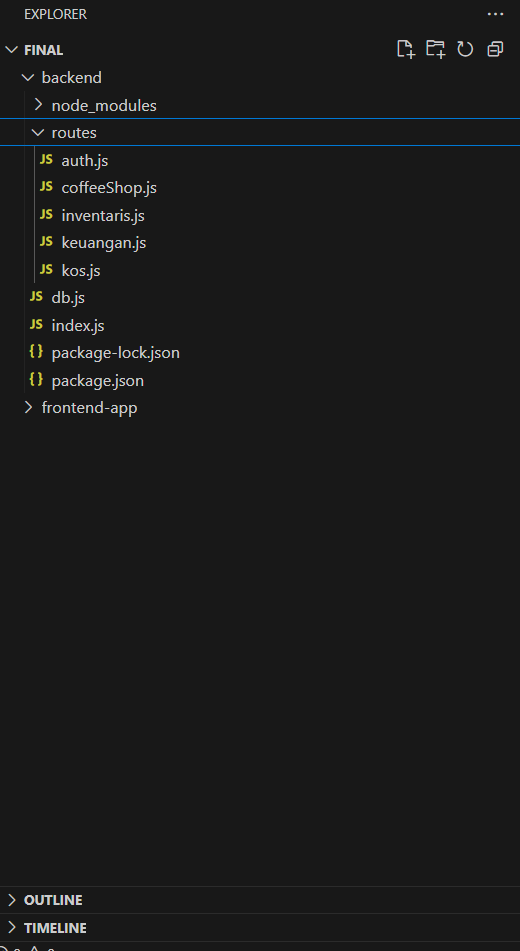 EXPLORER
FINAL
backend
node_modules
routes
JS auth.js
JS coffeeShop.js
JS inventaris.js
JS keuangan.js
JS kos.js
JS db.js
JS index.js
{} package-lock.json
{} package.json
frontend-app
OUTLINE
TIMELINE